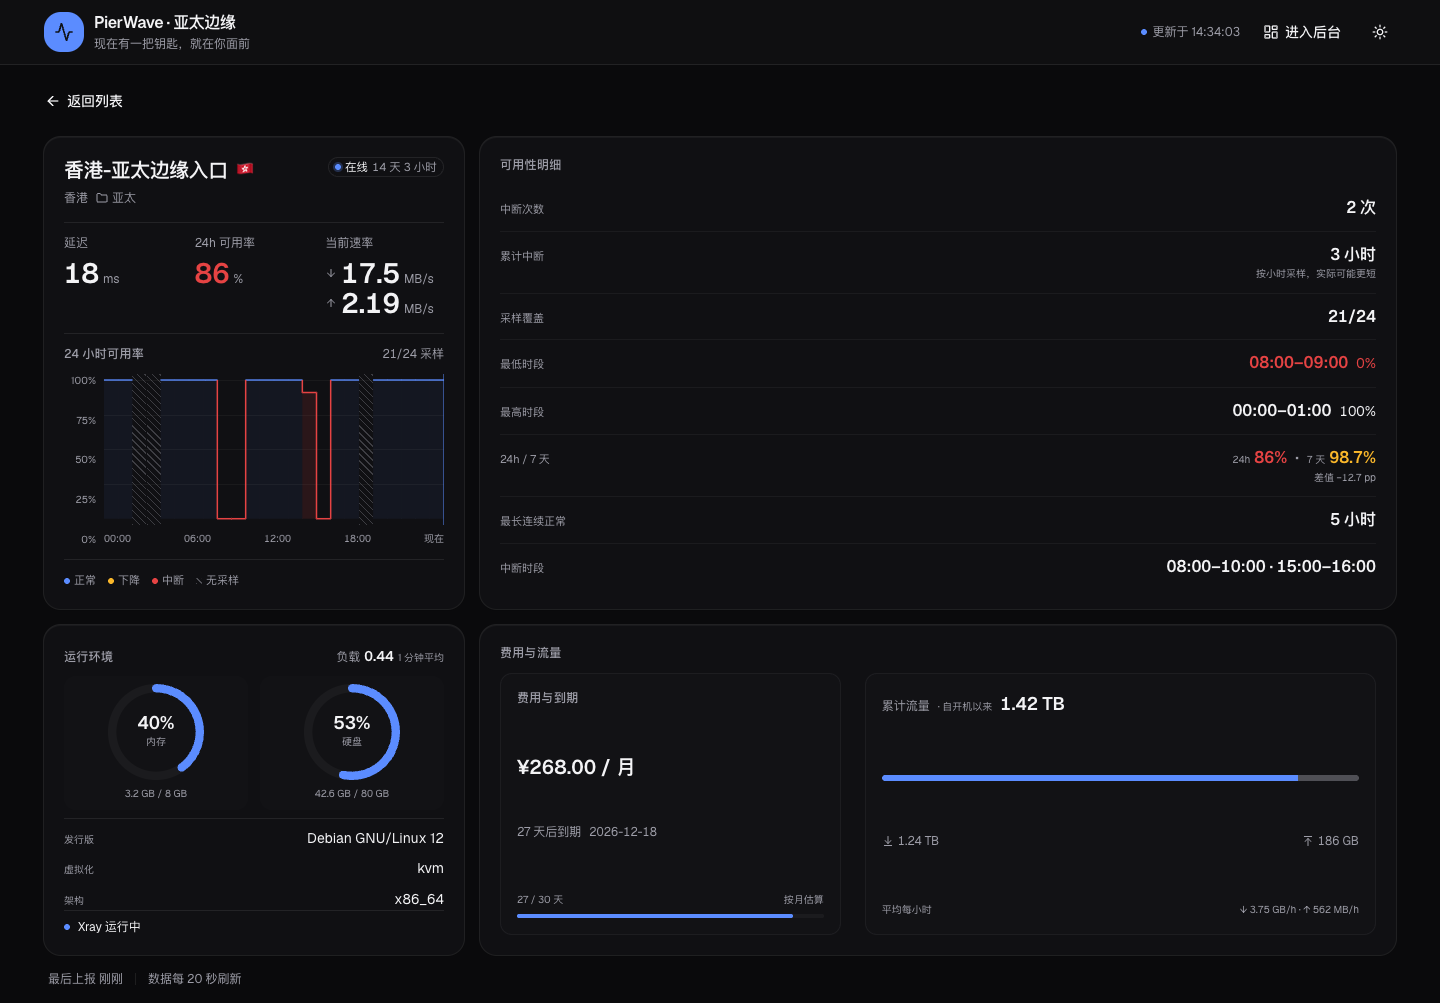 PierWave · 亚太边缘
现在有一把钥匙，就在你面前
更新于 14:34:03
进入后台
返回列表
香港-亚太边缘入口
在线 14 天 3 小时
香港 亚太
延迟
18 ms
24h 可用率
86 %
当前速率
↓ 17.5 MB/s
↑ 2.19 MB/s
24 小时可用率
21/24 采样
100%
75%
50%
25%
0%
00:00
06:00
12:00
18:00
现在
正常
下降
中断
无采样
可用性明细
中断次数
2 次
累计中断
3 小时
按小时采样，实际可能更短
采样覆盖
21/24
最低时段
08:00–09:00 0%
最高时段
00:00–01:00 100%
24h / 7 天
24h 86% · 7 天 98.7%
差值 −12.7 pp
最长连续正常
5 小时
中断时段
08:00–10:00 · 15:00–16:00
运行环境
负载 0.44 1 分钟平均
40%
内存
3.2 GB / 8 GB
53%
硬盘
42.6 GB / 80 GB
发行版
Debian GNU/Linux 12
虚拟化
kvm
架构
x86_64
Xray 运行中
费用与流量
费用与到期
¥268.00 / 月
27 天后到期 2026-12-18
27 / 30 天
按月估算
累计流量 · 自开机以来 1.42 TB
↓ 1.24 TB
↑ 186 GB
平均每小时
↓ 3.75 GB/h · ↑ 562 MB/h
最后上报 刚刚
数据每 20 秒刷新